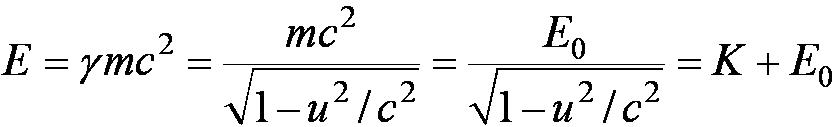 E = γmc² = mc² / √(1−u²/c²) = E₀ / √(1−u²/c²) = K + E₀